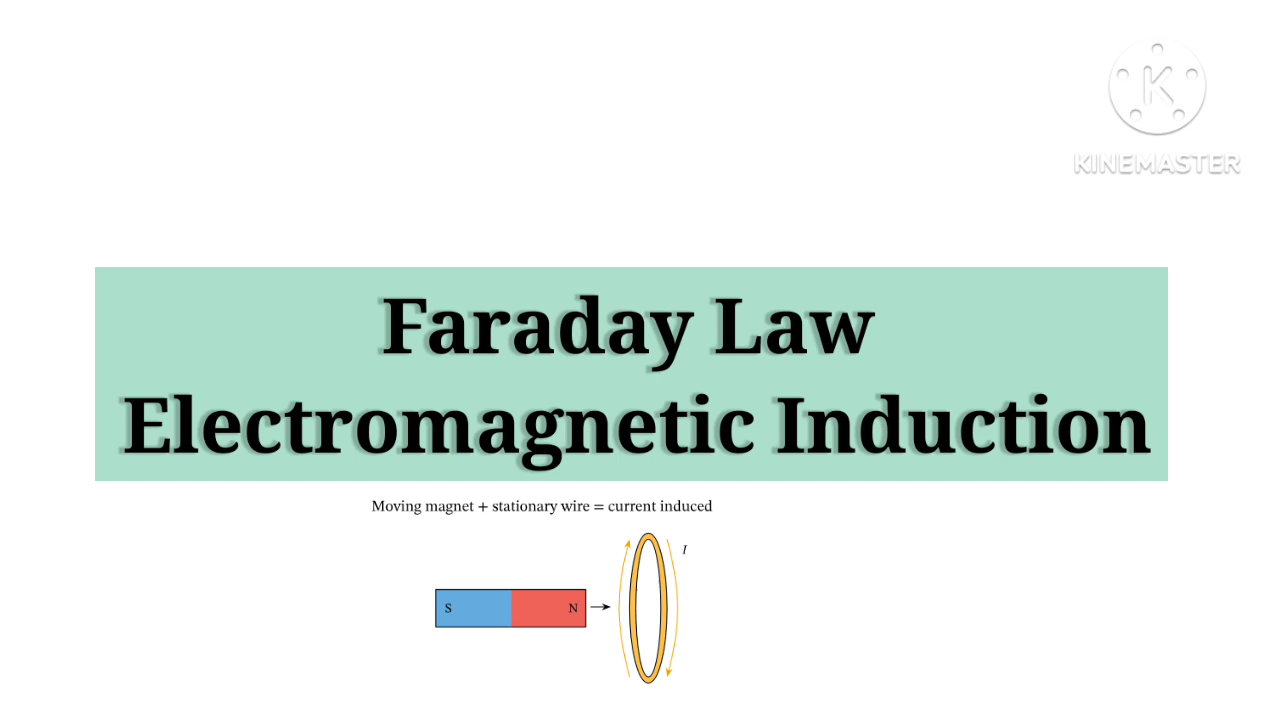 K
KINEMASTER
Faraday Law
Electromagnetic Induction
Moving magnet + stationary wire = current induced
I
S N